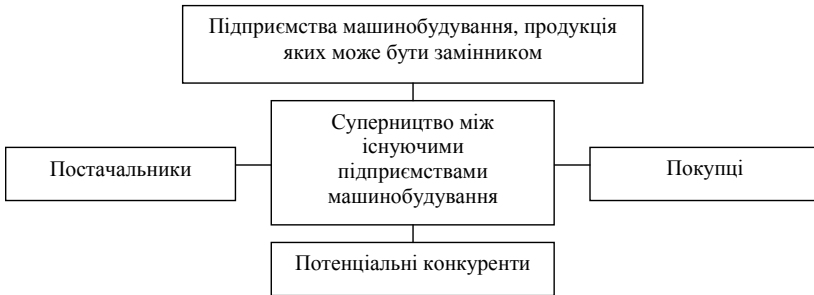 Підприємства машинобудування, продукція
яких може бути замінником
Суперництво між
існуючими
підприємствами
машинобудування
Постачальники
Покупці
Потенціальні конкуренти